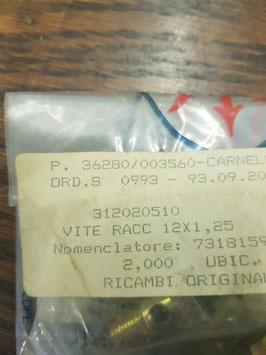 P. 36280/003560-CARNEL
ORD.S 0993 - 93.09.20
312020510
VITE RACC 12X1,25
Nomenclatore: 7318159
2,000 UBIC.
RICAMBI ORIGINA